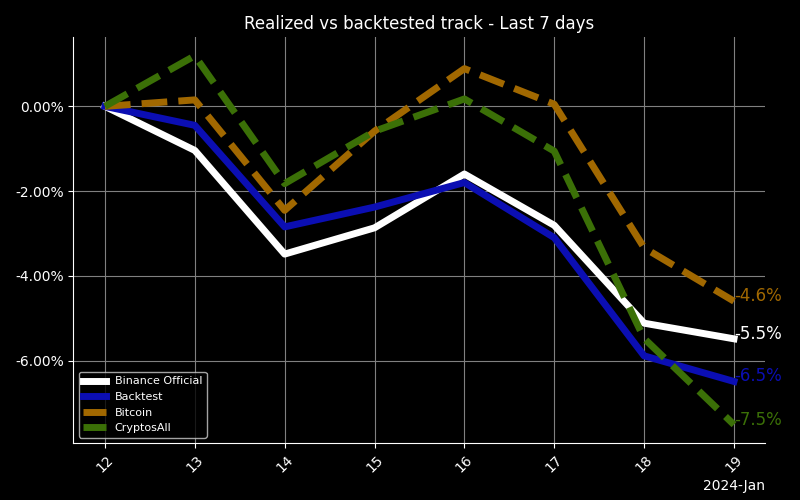 Realized vs backtested track - Last 7 days
0.00%
-2.00%
-4.00%
-6.00%
-4.6%
-5.5%
-6.5%
-7.5%
Binance Official
Backtest
Bitcoin
CryptosAll
12
13
14
15
16
17
18
19
2024-Jan